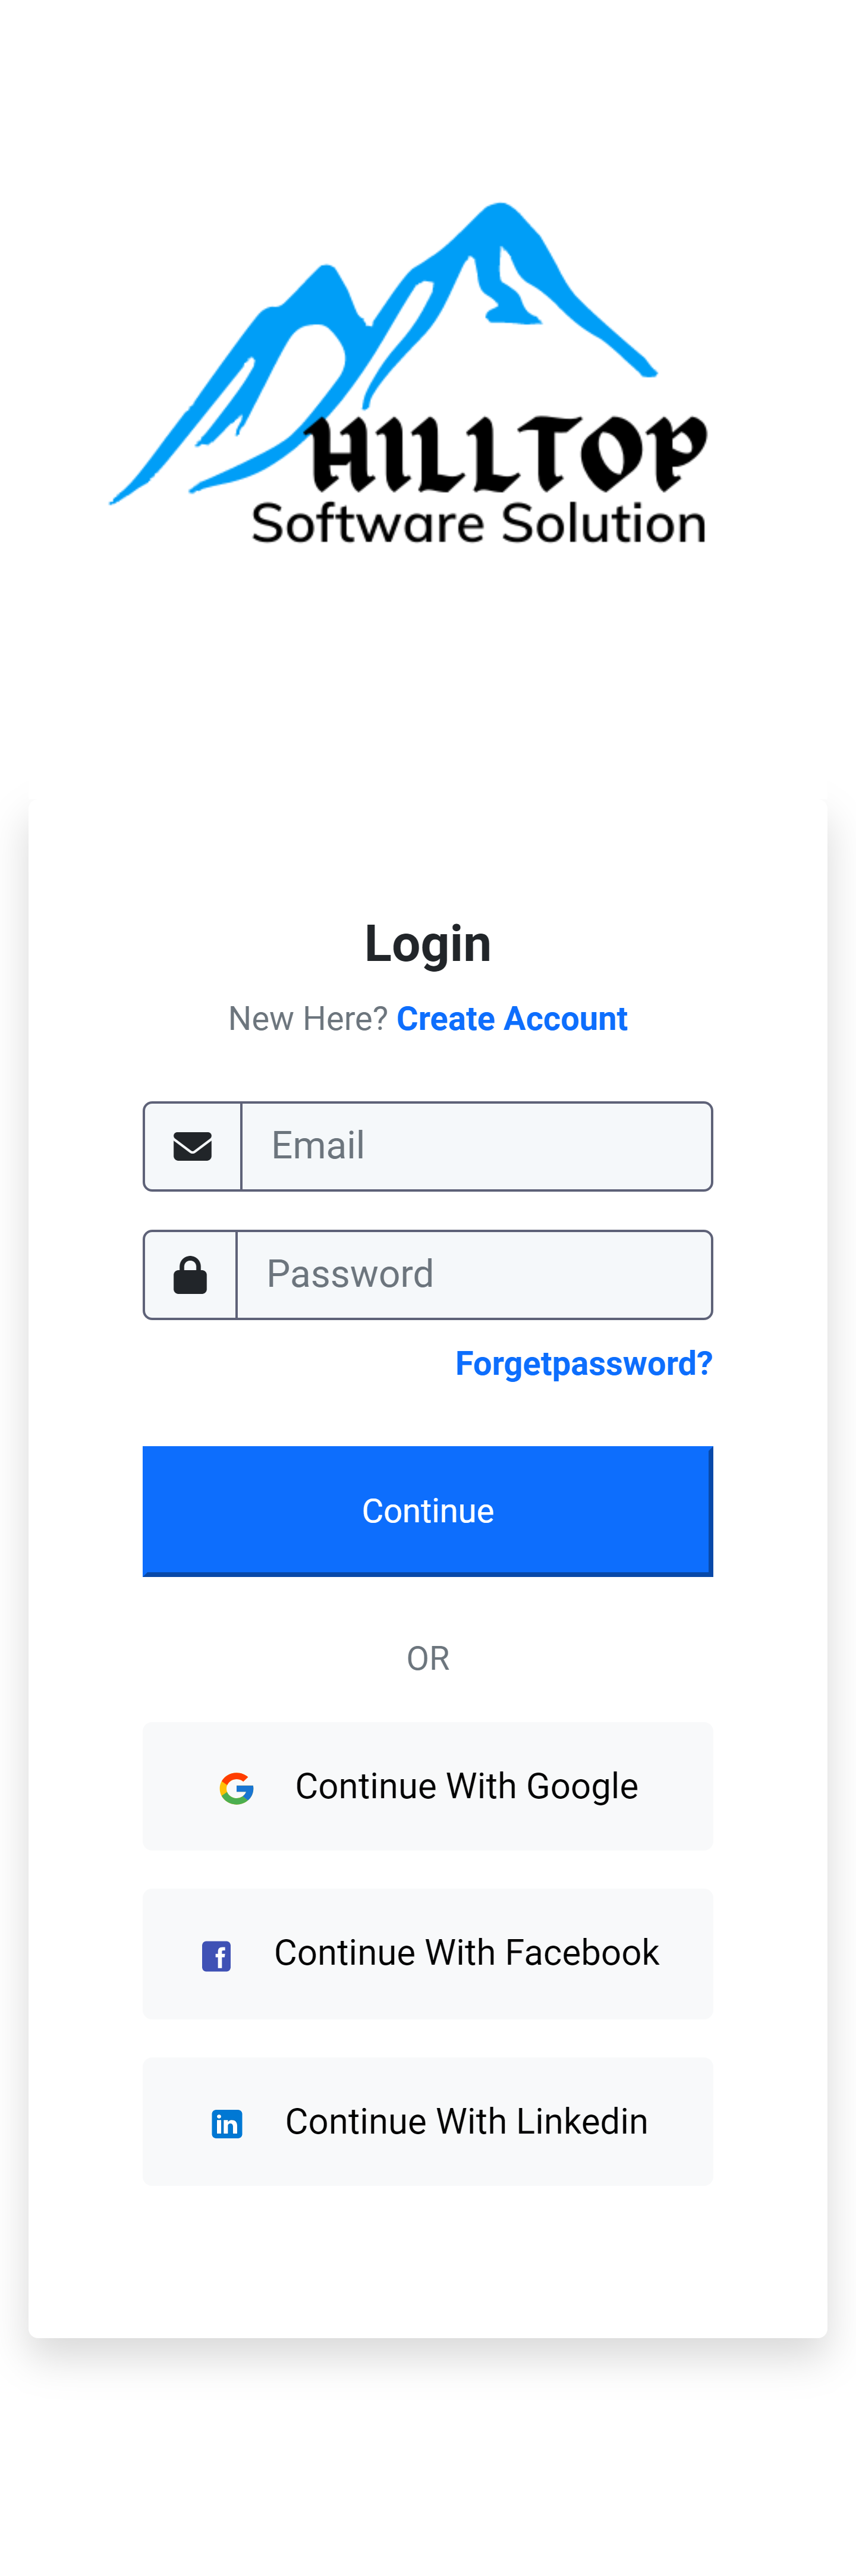 HILLTOP
Software Solution
Login
New Here? Create Account
Email
Password
Forgetpassword?
Continue
OR
Continue With Google
Continue With Facebook
Continue With Linkedin